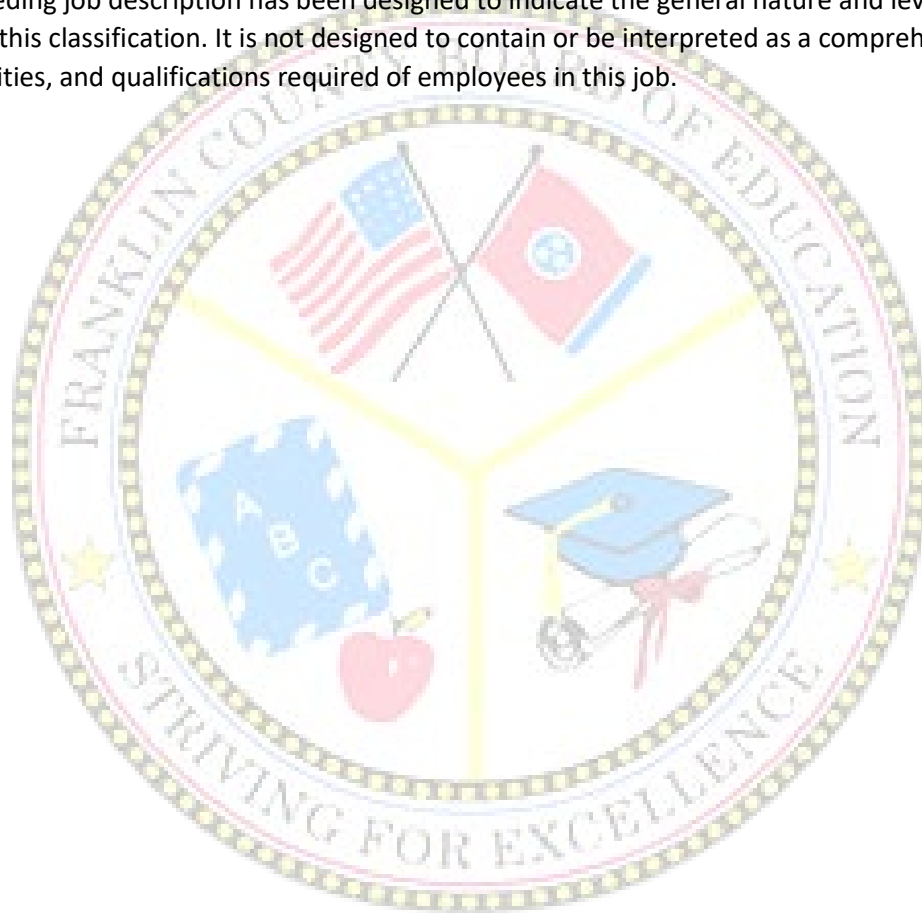 eding job description has been designed to indicate the general nature and lev
this classification. It is not designed to contain or be interpreted as a compreh
ities, and qualifications required of employees in this job.
FRANKLIN COUNTY BOARD OF EDUCATION
A
B
C
STRIVING FOR EXCELLENCE